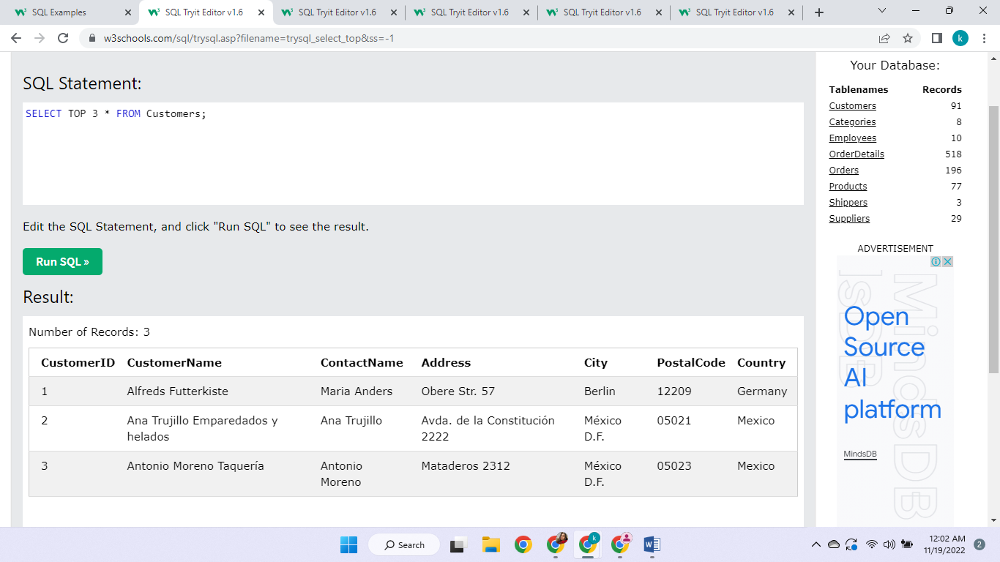 SQL Examples
SQL Tryit Editor v1.6
SQL Tryit Editor v1.6
SQL Tryit Editor v1.6
SQL Tryit Editor v1.6
SQL Tryit Editor v1.6
w3schools.com/sql/trysql.asp?filename=trysql_select_top&ss=-1
k
SQL Statement:
SELECT TOP 3 * FROM Customers;
Edit the SQL Statement, and click "Run SQL" to see the result.
Run SQL »
Result:
Number of Records: 3
CustomerID CustomerName ContactName Address City PostalCode Country
1 Alfreds Futterkiste Maria Anders Obere Str. 57 Berlin 12209 Germany
2 Ana Trujillo Emparedados y Ana Trujillo Avda. de la Constitución México 05021 Mexico
helados 2222 D.F.
3 Antonio Moreno Taquería Antonio Mataderos 2312 México 05023 Mexico
Moreno D.F.
Your Database:
Tablenames Records
Customers 91
Categories 8
Employees 10
OrderDetails 518
Orders 196
Products 77
Shippers 3
Suppliers 29
ADVERTISEMENT
MindsDB
Open
Source
AI
platform
MindsDB
Search
k
12:02 AM
11/19/2022
2